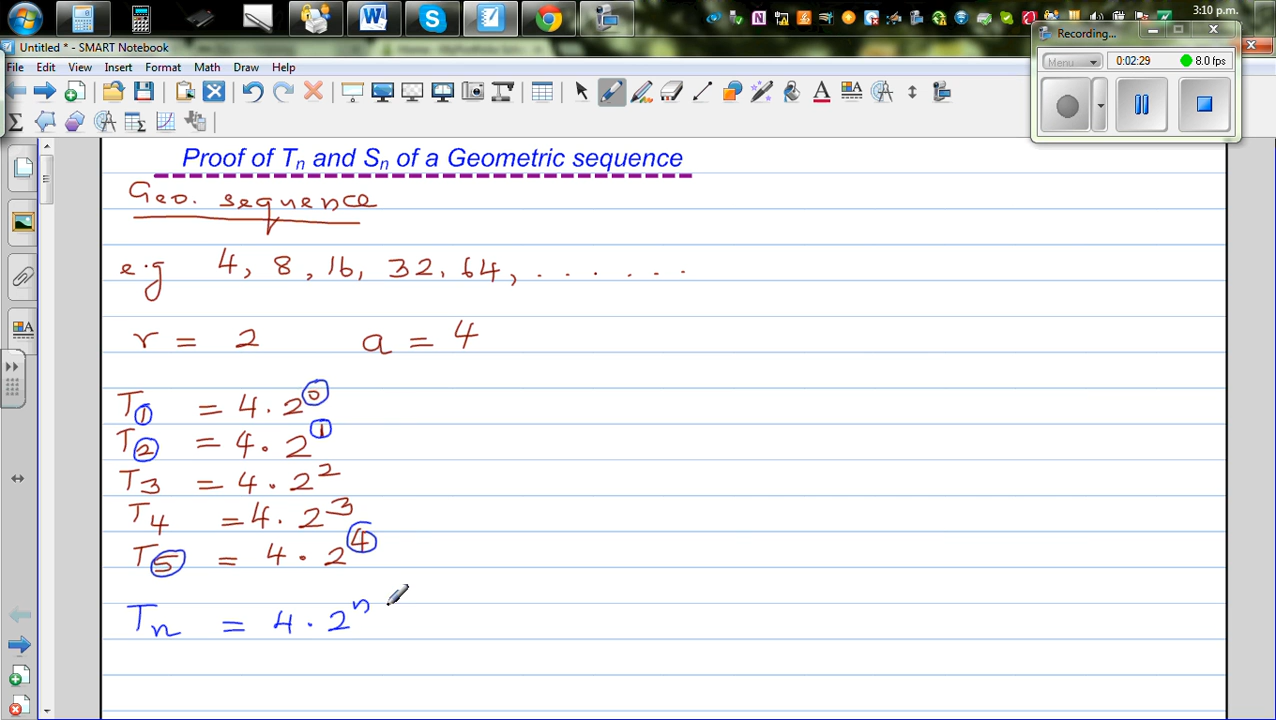 3:10 p.m.
Untitled * - SMART Notebook
Recording...
File Edit View Insert Format Math Draw Help
Menu 0:02:29 8.0 fps
Proof of Tn and Sn of a Geometric sequence
Geo. sequence
e.g 4, 8, 16, 32, 64, . . . . . .
r = 2 a = 4
T1 = 4 . 2^0
T2 = 4 . 2^1
T3 = 4 . 2^2
T4 = 4 . 2^3
T5 = 4 . 2^4
Tn = 4 . 2^n